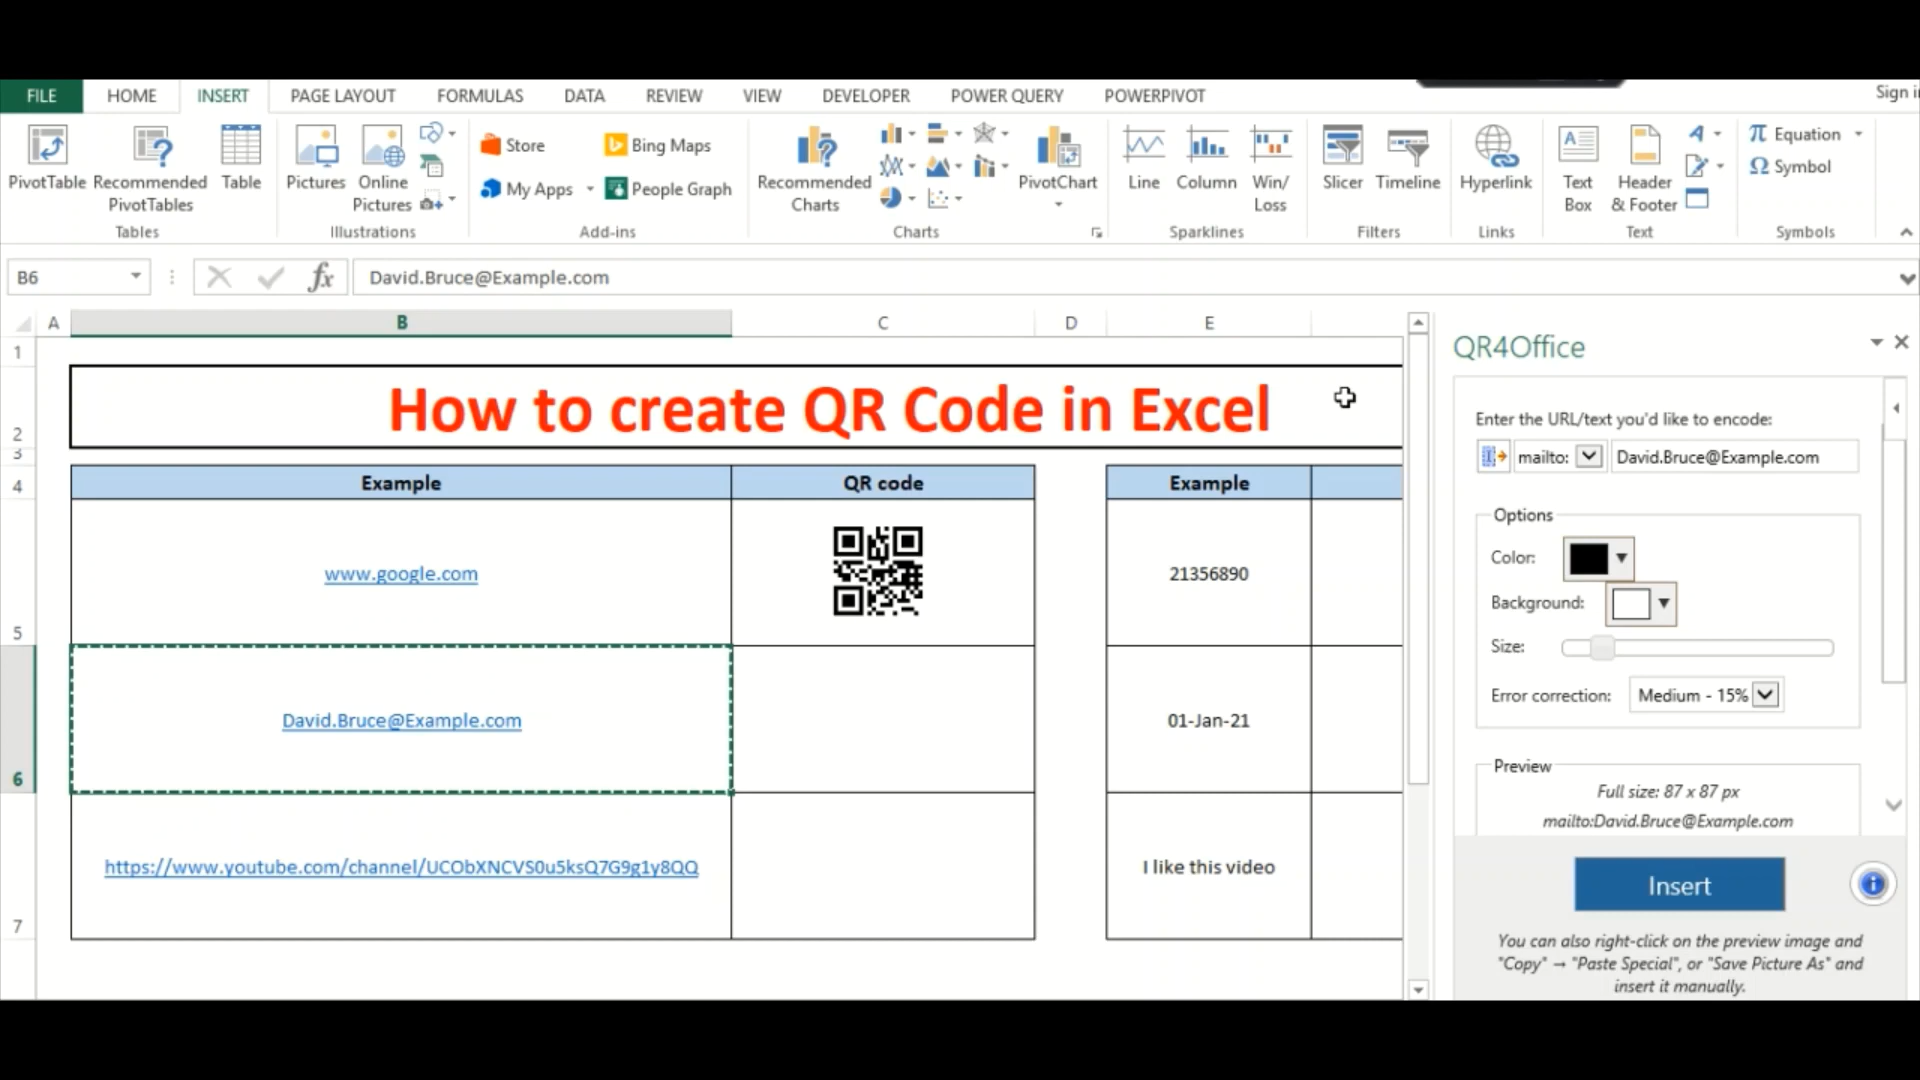 FILE HOME INSERT PAGE LAYOUT FORMULAS DATA REVIEW VIEW DEVELOPER POWER QUERY POWERPIVOT
PivotTable
Recommended
PivotTables
Table
Tables
Pictures
Online
Pictures
Illustrations
Store
My Apps
Bing Maps
People Graph
Add-ins
Recommended
Charts
PivotChart
Charts
Line
Column
Win/
Loss
Sparklines
Slicer
Timeline
Filters
Hyperlink
Links
Text
Box
Header
& Footer
Text
π Equation
Ω Symbol
Symbols
B6
fx
David.Bruce@Example.com
A B C D E
1
2
3
4
5
6
7
How to create QR Code in Excel
Example QR code Example
www.google.com 21356890
David.Bruce@Example.com 01-Jan-21
https://www.youtube.com/channel/UCObXNCVS0u5ksQ7G9g1y8QQ I like this video
QR4Office
Enter the URL/text you'd like to encode:
mailto: David.Bruce@Example.com
Options
Color:
Background:
Size:
Error correction: Medium - 15%
Preview
Full size: 87 x 87 px
mailto:David.Bruce@Example.com
Insert
You can also right-click on the preview image and
"Copy" → "Paste Special", or "Save Picture As" and
insert it manually.